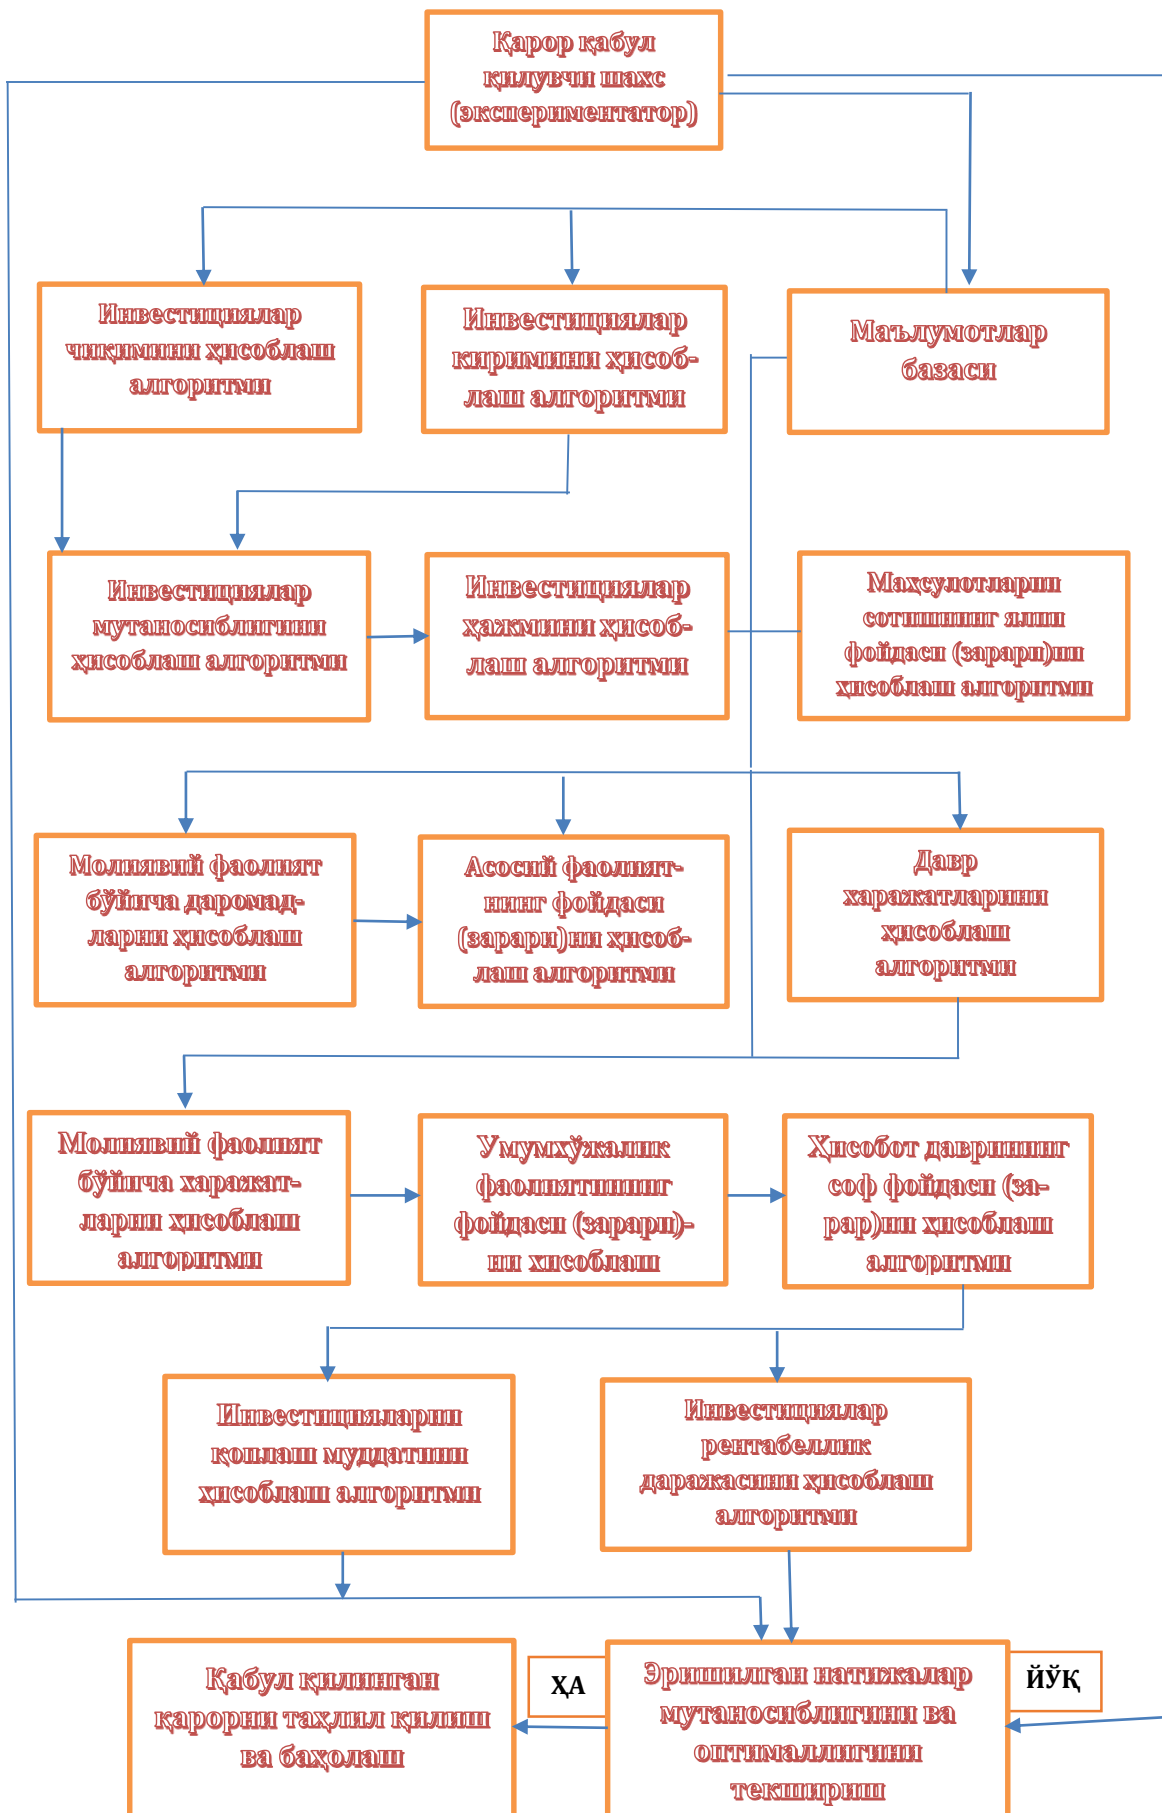 Қарор қабул
қилувчи шахс
(экспериментатор)
Инвестициялар
чиқимини ҳисоблаш
алгоритми
Инвестициялар
киримини ҳисоб-
лаш алгоритми
Маълумотлар
базаси
Инвестициялар
мутаносиблигини
ҳисоблаш алгоритми
Инвестициялар
ҳажмини ҳисоб-
лаш алгоритми
Маҳсулотларни
сотишнинг ялпи
фойдаси (зарари)ни
ҳисоблаш алгоритми
Молиявий фаолият
бўйича даромад-
ларни ҳисоблаш
алгоритми
Асосий фаолият-
нинг фойдаси
(зарари)ни ҳисоб-
лаш алгоритми
Давр
харажатларини
ҳисоблаш
алгоритми
Молиявий фаолият
бўйича харажат-
ларни ҳисоблаш
алгоритми
Умумхўжалик
фаолиятининг
фойдаси (зарари)-
ни ҳисоблаш
Ҳисобот даврининг
соф фойдаси (за-
рар)ни ҳисоблаш
алгоритми
Инвестицияларни
қоплаш муддатини
ҳисоблаш алгоритми
Инвестициялар
рентабеллик
даражасини ҳисоблаш
алгоритми
Қабул қилинган
қарорни таҳлил қилиш
ва баҳолаш
ҲА
Эришилган натижалар
мутаносиблигини ва
оптималлигини
текшириш
ЙЎҚ